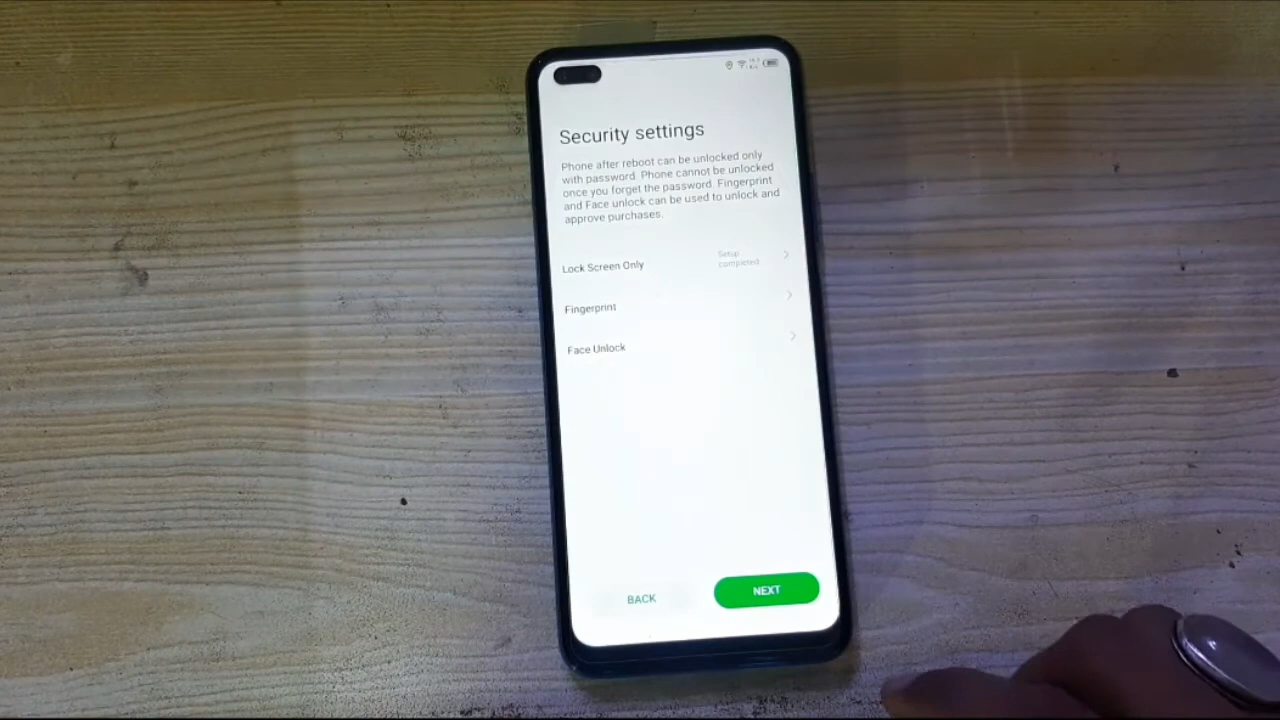 Security settings
Phone after reboot can be unlocked only
with password. Phone cannot be unlocked
once you forget the password. Fingerprint
and Face unlock can be used to unlock and
approve purchases.
Lock Screen Only
Setup
completed
Fingerprint
Face Unlock
BACK
NEXT